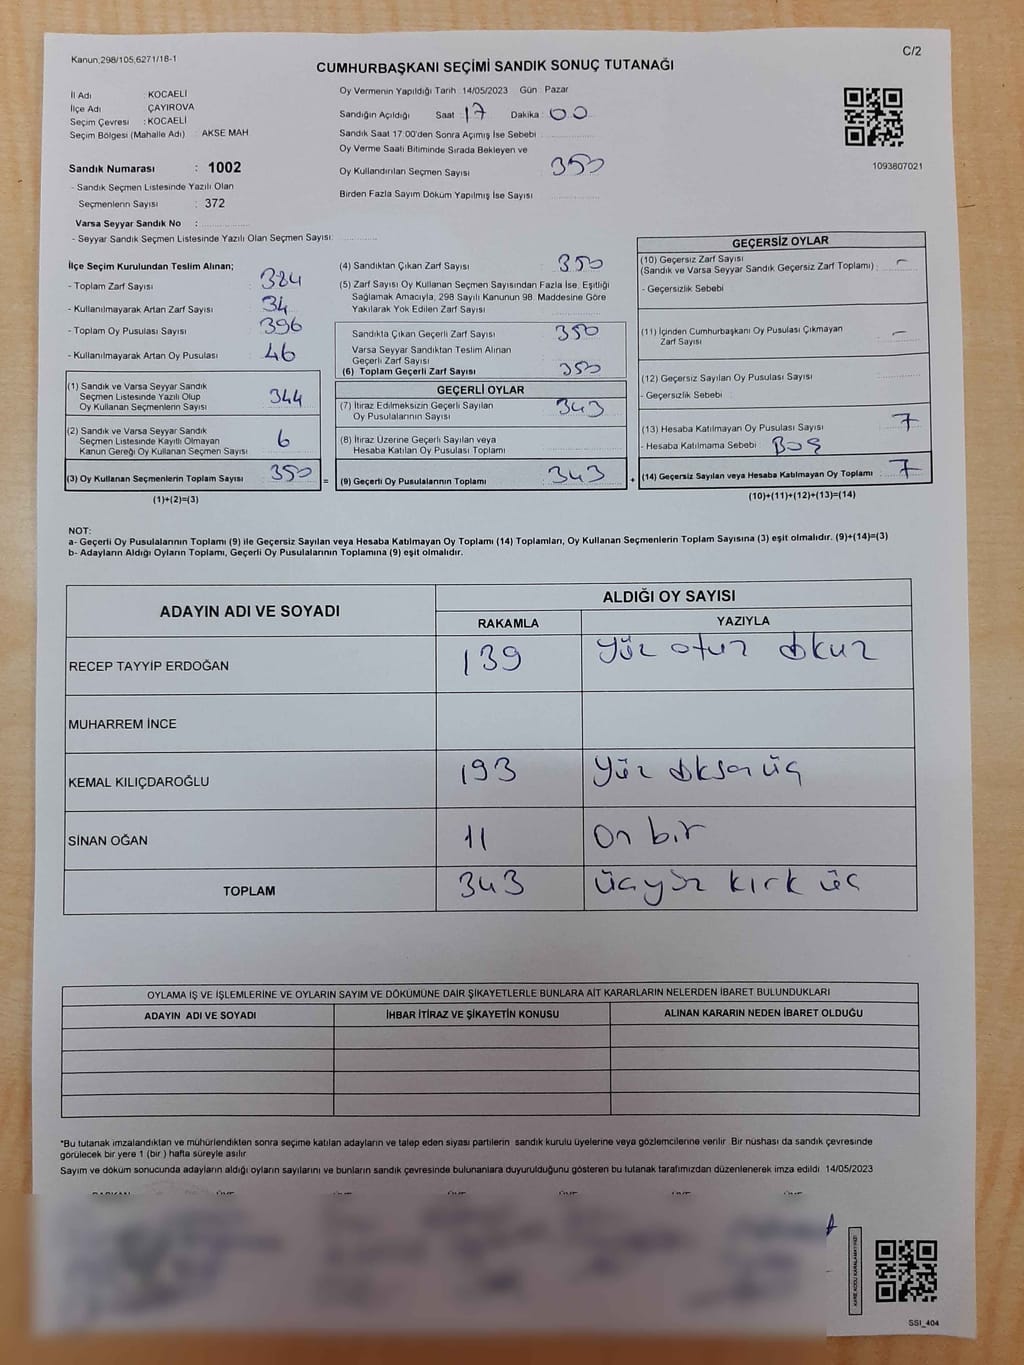 Kanun,298/105,6271/18-1
C/2
CUMHURBAŞKANI SEÇİMİ SANDIK SONUÇ TUTANAĞI
İl Adı KOCAELİ
İlçe Adı ÇAYIROVA
Seçim Çevresi : KOCAELİ
Seçim Bölgesi (Mahalle Adı) : AKSE MAH
Oy Vermenin Yapıldığı Tarih 14/05/2023 Gün Pazar
Sandığın Açıldığı Saat : 17 Dakika : 00
Sandık Saat 17 00'den Sonra Açımış İse Sebebi
Oy Verme Saati Bitiminde Sırada Bekleyen ve
Oy Kullandırılan Seçmen Sayısı : 350
Birden Fazla Sayım Döküm Yapılmış İse Sayısı
1093807021
Sandık Numarası : 1002
- Sandık Seçmen Listesinde Yazılı Olan
Seçmenlerin Sayısı : 372
Varsa Seyyar Sandık No :
- Seyyar Sandık Seçmen Listesinde Yazılı Olan Seçmen Sayısı:
İlçe Seçim Kurulundan Teslim Alınan;
- Toplam Zarf Sayısı : 384
- Kullanılmayarak Artan Zarf Sayısı : 34
- Toplam Oy Pusulası Sayısı : 396
- Kullanılmayarak Artan Oy Pusulası : 46
(1) Sandık ve Varsa Seyyar Sandık
Seçmen Listesinde Yazılı Olup
Oy Kullanan Seçmenlerin Sayısı : 344
(2) Sandık ve Varsa Seyyar Sandık
Seçmen Listesinde Kayıtlı Olmayan
Kanun Gereği Oy Kullanan Seçmen Sayısı : 6
(3) Oy Kullanan Seçmenlerin Toplam Sayısı : 350
(1)+(2)=(3)
(4) Sandıktan Çıkan Zarf Sayısı : 350
(5) Zarf Sayısı Oy Kullanan Seçmen Sayısından Fazla İse, Eşitliği
Sağlamak Amacıyla, 298 Sayılı Kanunun 98. Maddesine Göre
Yakılarak Yok Edilen Zarf Sayısı
Sandıkta Çıkan Geçerli Zarf Sayısı : 350
Varsa Seyyar Sandıktan Teslim Alınan
Geçerli Zarf Sayısı
(6) Toplam Geçerli Zarf Sayısı : 350
GEÇERLİ OYLAR
(7) İtiraz Edilmeksizin Geçerli Sayılan
Oy Pusulalarının Sayısı : 343
(8) İtiraz Üzerine Geçerli Sayılan veya
Hesaba Katılan Oy Pusulası Toplamı
= (9) Geçerli Oy Pusulalarının Toplamı : 343 +
GEÇERSİZ OYLAR
(10) Geçersiz Zarf Sayısı
(Sandık ve Varsa Seyyar Sandık Geçersiz Zarf Toplamı) : -
- Geçersizlik Sebebi
(11) İçinden Cumhurbaşkanı Oy Pusulası Çıkmayan
Zarf Sayısı -
(12) Geçersiz Sayılan Oy Pusulası Sayısı
- Geçersizlik Sebebi :
(13) Hesaba Katılmayan Oy Pusulası Sayısı : 7
- Hesaba Katılmama Sebebi : BOŞ
(14) Geçersiz Sayılan veya Hesaba Katılmayan Oy Toplamı : 7
(10)+(11)+(12)+(13)=(14)
NOT:
a- Geçerli Oy Pusulalarının Toplamı (9) ile Geçersiz Sayılan veya Hesaba Katılmayan Oy Toplamı (14) Toplamları, Oy Kullanan Seçmenlerin Toplam Sayısına (3) eşit olmalıdır. (9)+(14)=(3)
b- Adayların Aldığı Oyların Toplamı, Geçerli Oy Pusulalarının Toplamına (9) eşit olmalıdır.
ADAYIN ADI VE SOYADI
ALDIĞI OY SAYISI
RAKAMLA YAZIYLA
RECEP TAYYİP ERDOĞAN 139 Yüz otuz dokuz
MUHARREM İNCE
KEMAL KILIÇDAROĞLU 193 Yüz doksan üç
SİNAN OĞAN 11 On bir
TOPLAM 343 üçyüz kırk üç
OYLAMA İŞ VE İŞLEMLERİNE VE OYLARIN SAYIM VE DÖKÜMÜNE DAİR ŞİKAYETLERLE BUNLARA AİT KARARLARIN NELERDEN İBARET BULUNDUKLARI
ADAYIN ADI VE SOYADI İHBAR İTİRAZ VE ŞİKAYETİN KONUSU ALINAN KARARIN NEDEN İBARET OLDUĞU
*Bu tutanak imzalandıktan ve mühürlendikten sonra seçime katılan adayların ve talep eden siyası partilerin sandık kurulu üyelerine veya gözlemcilerine verilir Bir nüshası da sandık çevresinde
görülecek bir yere 1 (bir ) hafta süreyle asılır
Sayım ve döküm sonucunda adayların aldığı oyların sayılarını ve bunların sandık çevresinde bulunanlara duyurulduğunu gösteren bu tutanak tarafımızdan düzenlenerek imza edildi 14/05/2023
BAŞKAN ÜYE ÜYE ÜYE ÜYE ÜYE ÜYE
SSI_404